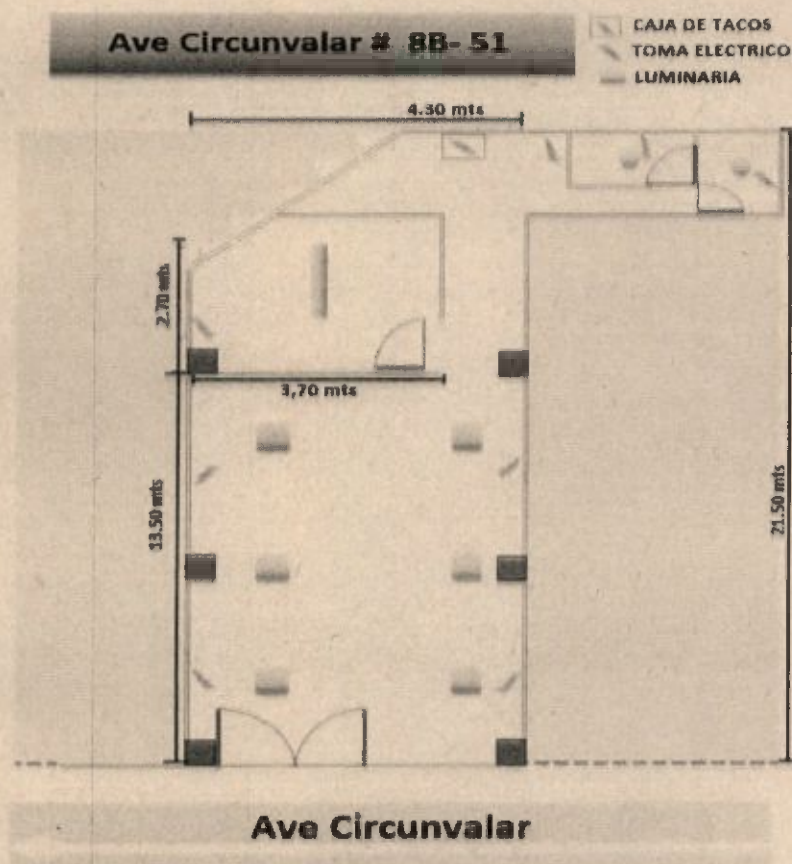 Ave Circunvalar # 8B- 51
CAJA DE TACOS
TOMA ELECTRICO
LUMINARIA
4.30 mts
2.70 mts
3,70 mts
13.50 mts
21.50 mts
Ave Circunvalar